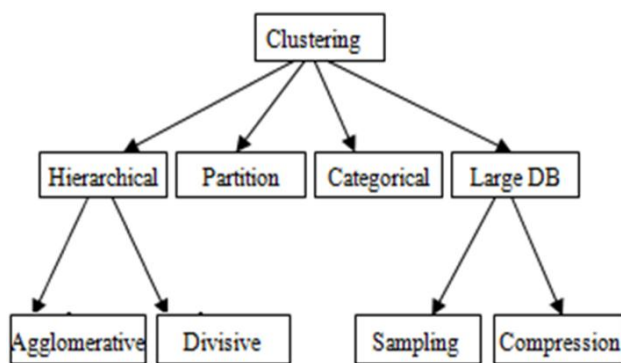 Clustering
Hierarchical
Partition
Categorical
Large DB
Agglomerative
Divisive
Sampling
Compression